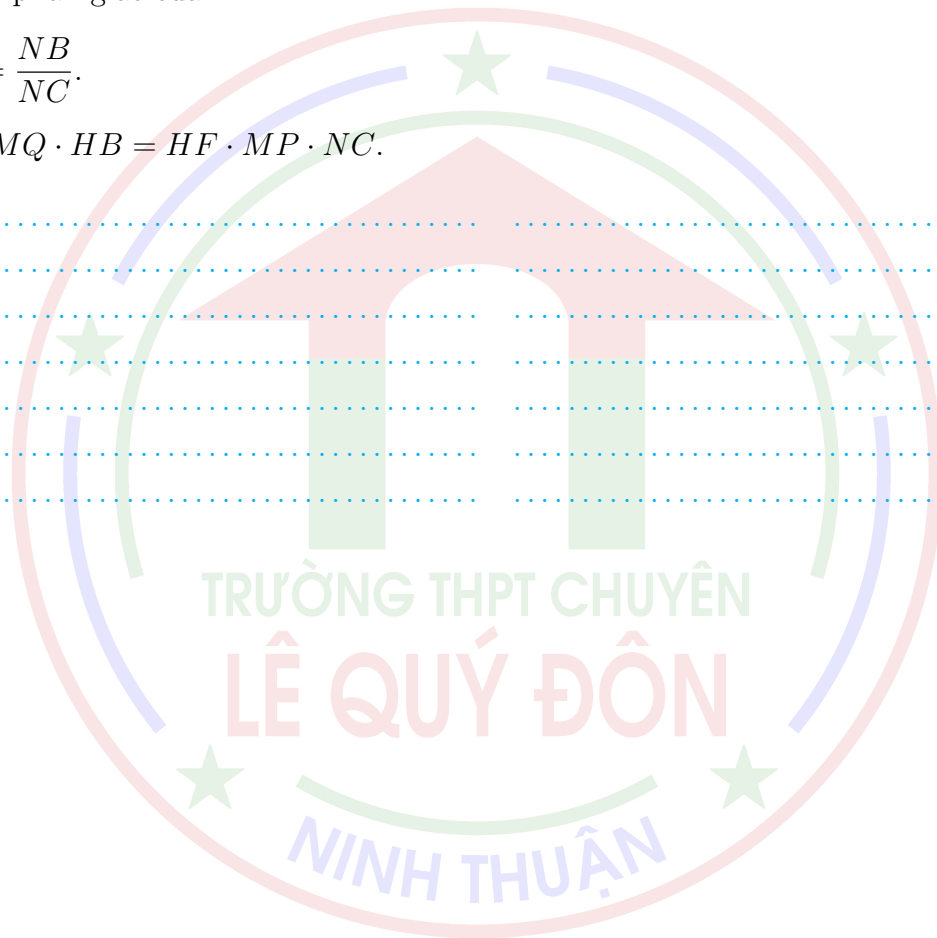 = NB/NC.
MQ · HB = HF · MP · NC.
TRƯỜNG THPT CHUYÊN
LÊ QUÝ ĐÔN
NINH THUẬN